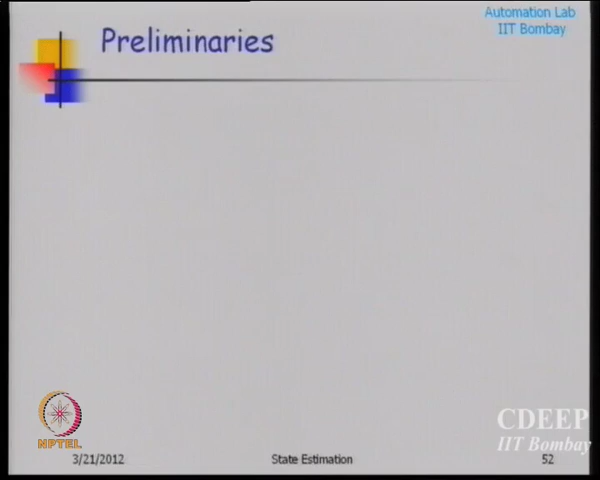 Automation Lab
IIT Bombay
Preliminaries
NPTEL
CDEEP
IIT Bombay
3/21/2012
State Estimation
52